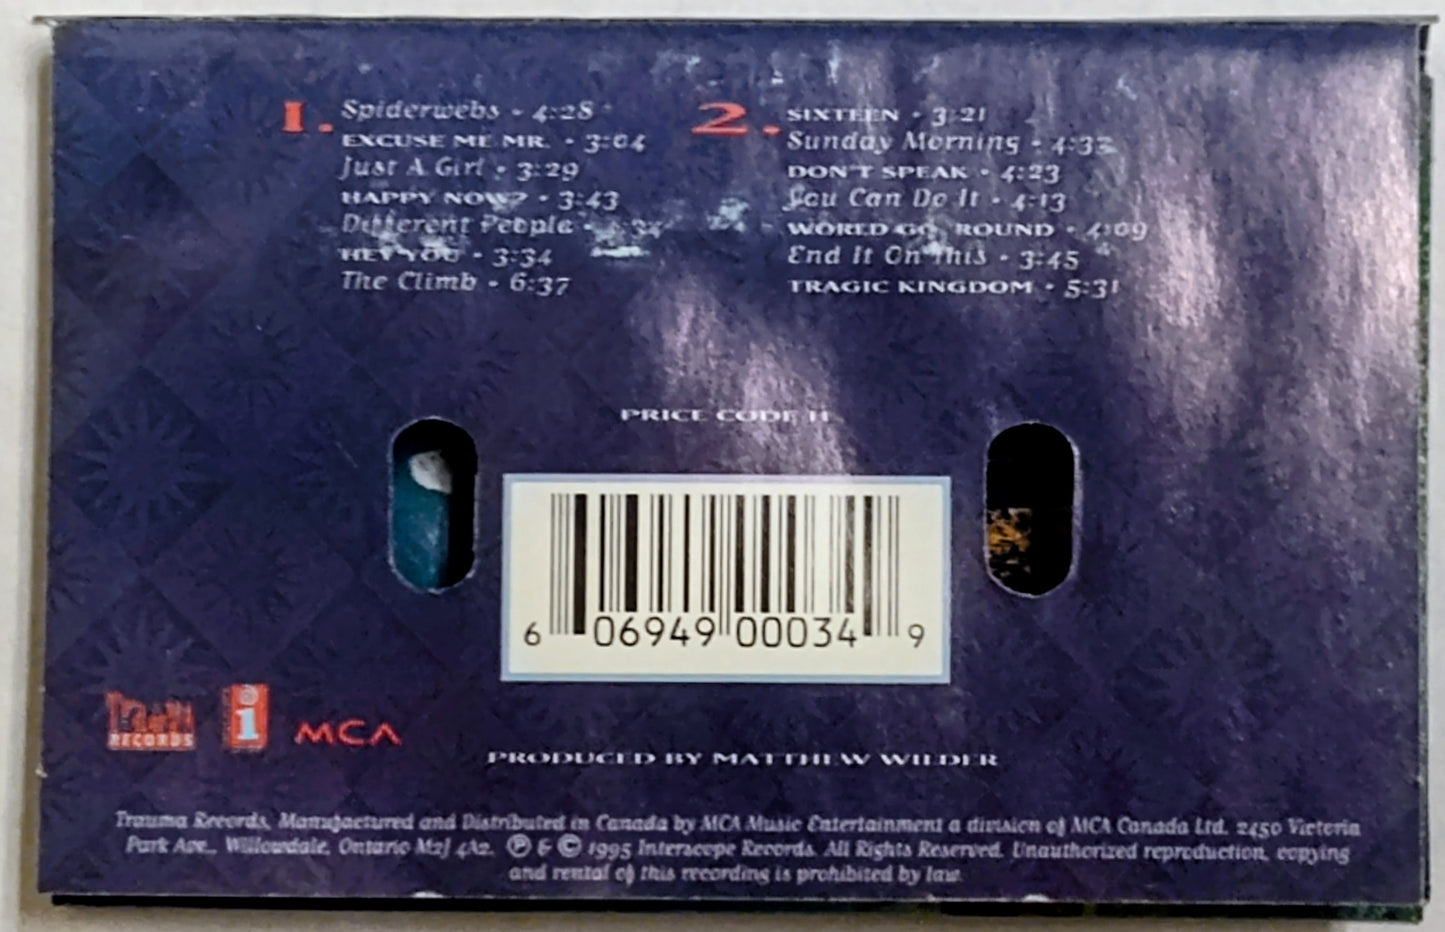 1.
Spiderwebs • 4:28
EXCUSE ME MR. • 3:04
Just A Girl • 3:29
HAPPY NOW? • 3:43
Different People •
HEY YOU • 3:34
The Climb • 6:37
2.
SIXTEEN • 3:21
Sunday Morning • 4:33
DON'T SPEAK • 4:23
You Can Do It • 4:13
WORLD GO 'ROUND • 4:09
End It On This • 3:45
TRAGIC KINGDOM • 5:31
PRICE CODE H
6 06949 00034 9
Trauma RECORDS
i
MCA
PRODUCED BY MATTHEW WILDER
Trauma Records, Manufactured and Distributed in Canada by MCA Music Entertainment a division of MCA Canada Ltd. 2450 Victoria
Park Ave., Willowdale, Ontario M2J 4A2. ℗ & © 1995 Interscope Records. All Rights Reserved. Unauthorized reproduction, copying
and rental of this recording is prohibited by law.